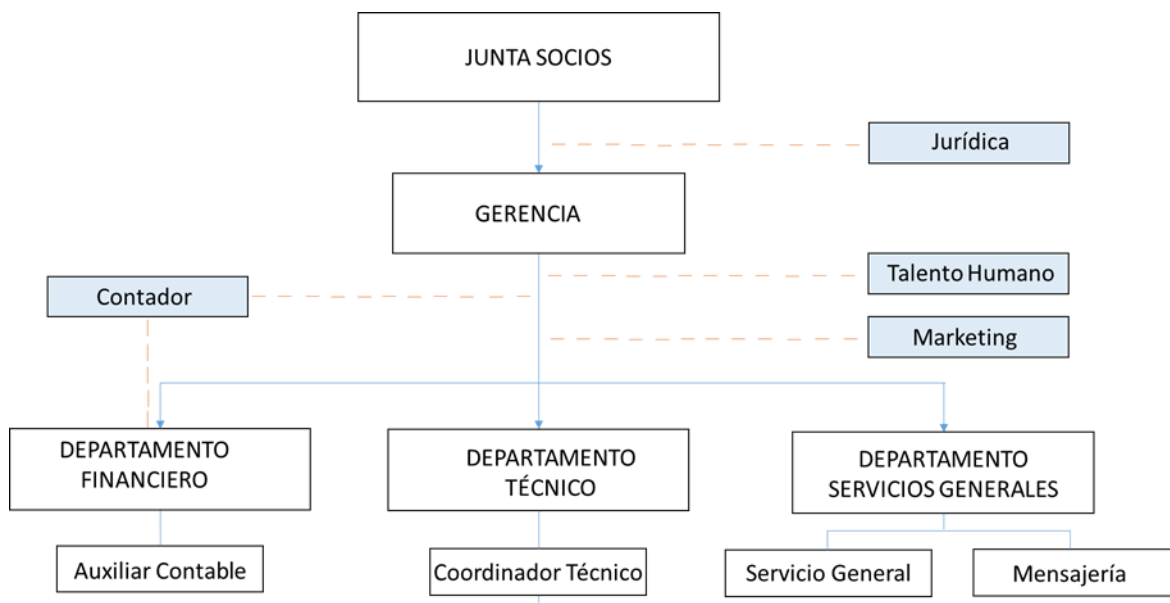 JUNTA SOCIOS
Jurídica
GERENCIA
Talento Humano
Contador
Marketing
DEPARTAMENTO
FINANCIERO
DEPARTAMENTO
TÉCNICO
DEPARTAMENTO
SERVICIOS GENERALES
Auxiliar Contable
Coordinador Técnico
Servicio General
Mensajería